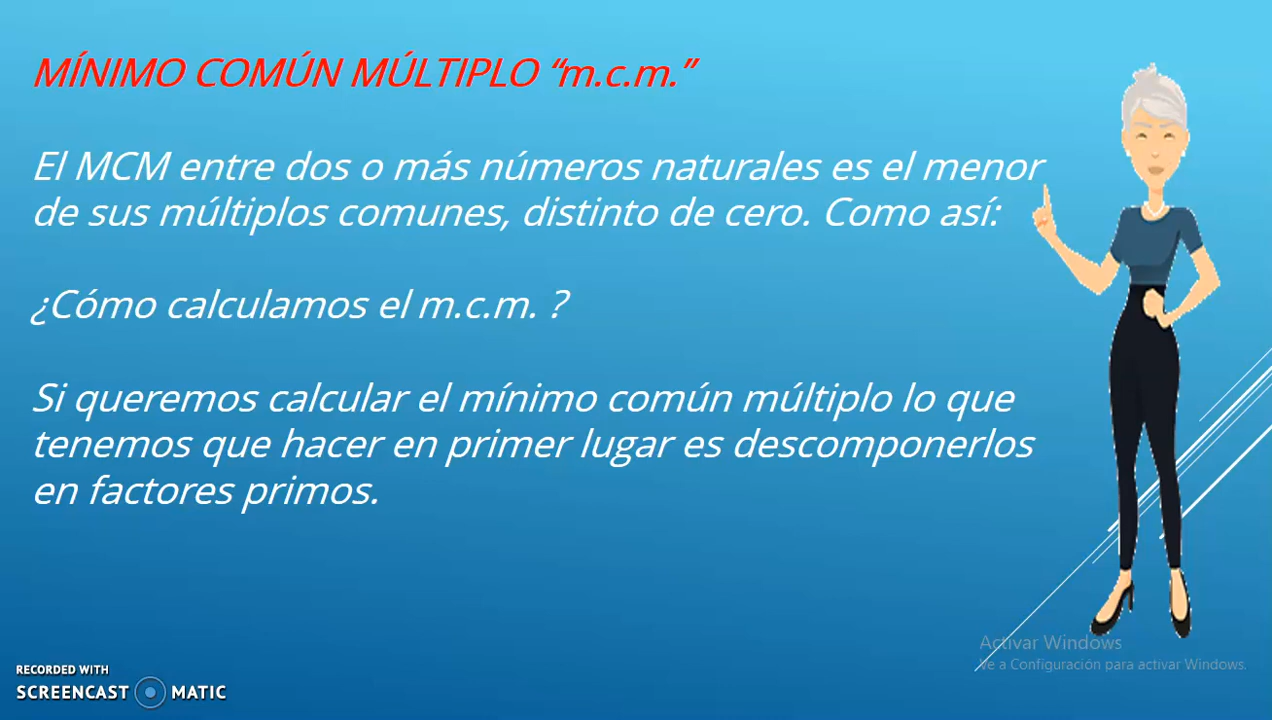 MÍNIMO COMÚN MÚLTIPLO “m.c.m.”
El MCM entre dos o más números naturales es el menor
de sus múltiplos comunes, distinto de cero. Como así:
¿Cómo calculamos el m.c.m. ?
Si queremos calcular el mínimo común múltiplo lo que
tenemos que hacer en primer lugar es descomponerlos
en factores primos.
Activar Windows
Ve a Configuración para activar Windows.
RECORDED WITH
SCREENCAST MATIC